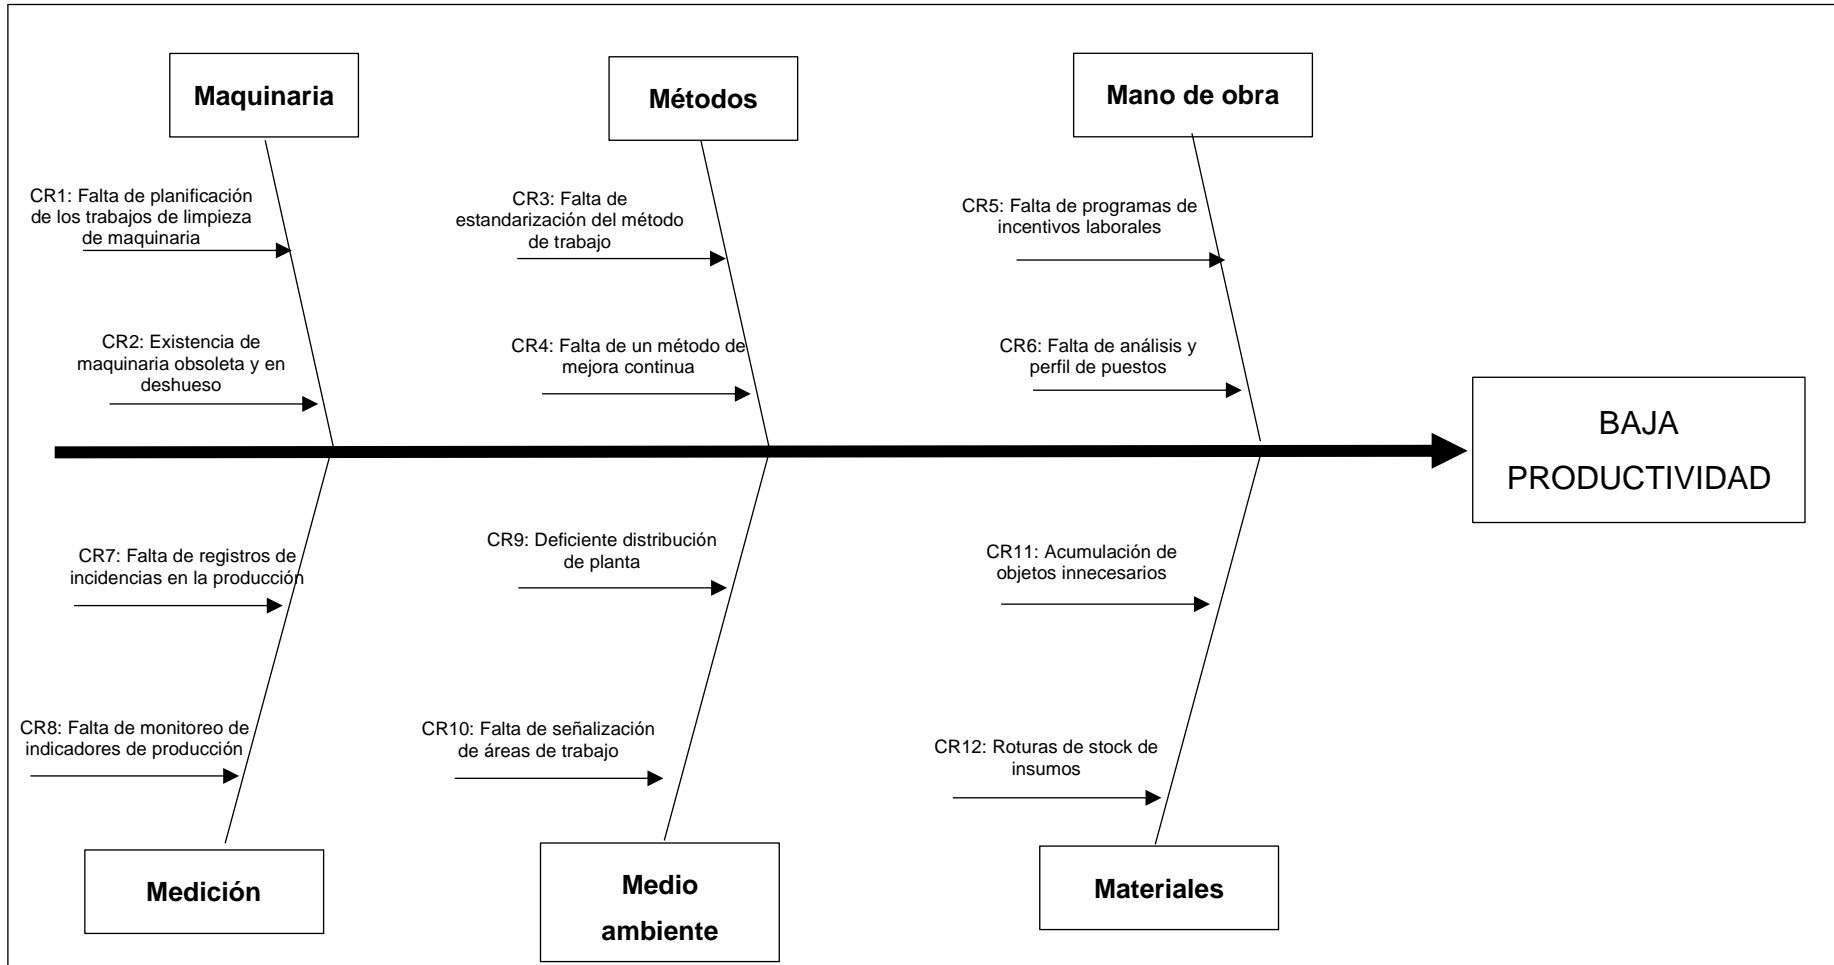 Maquinaria
Métodos
Mano de obra
CR1: Falta de planificación
de los trabajos de limpieza
de maquinaria
CR3: Falta de
estandarización del método
de trabajo
CR5: Falta de programas de
incentivos laborales
CR2: Existencia de
maquinaria obsoleta y en
deshueso
CR4: Falta de un método de
mejora continua
CR6: Falta de análisis y
perfil de puestos
BAJA
PRODUCTIVIDAD
CR7: Falta de registros de
incidencias en la producción
CR9: Deficiente distribución
de planta
CR11: Acumulación de
objetos innecesarios
CR8: Falta de monitoreo de
indicadores de producción
CR10: Falta de señalización
de áreas de trabajo
CR12: Roturas de stock de
insumos
Medición
Medio
ambiente
Materiales